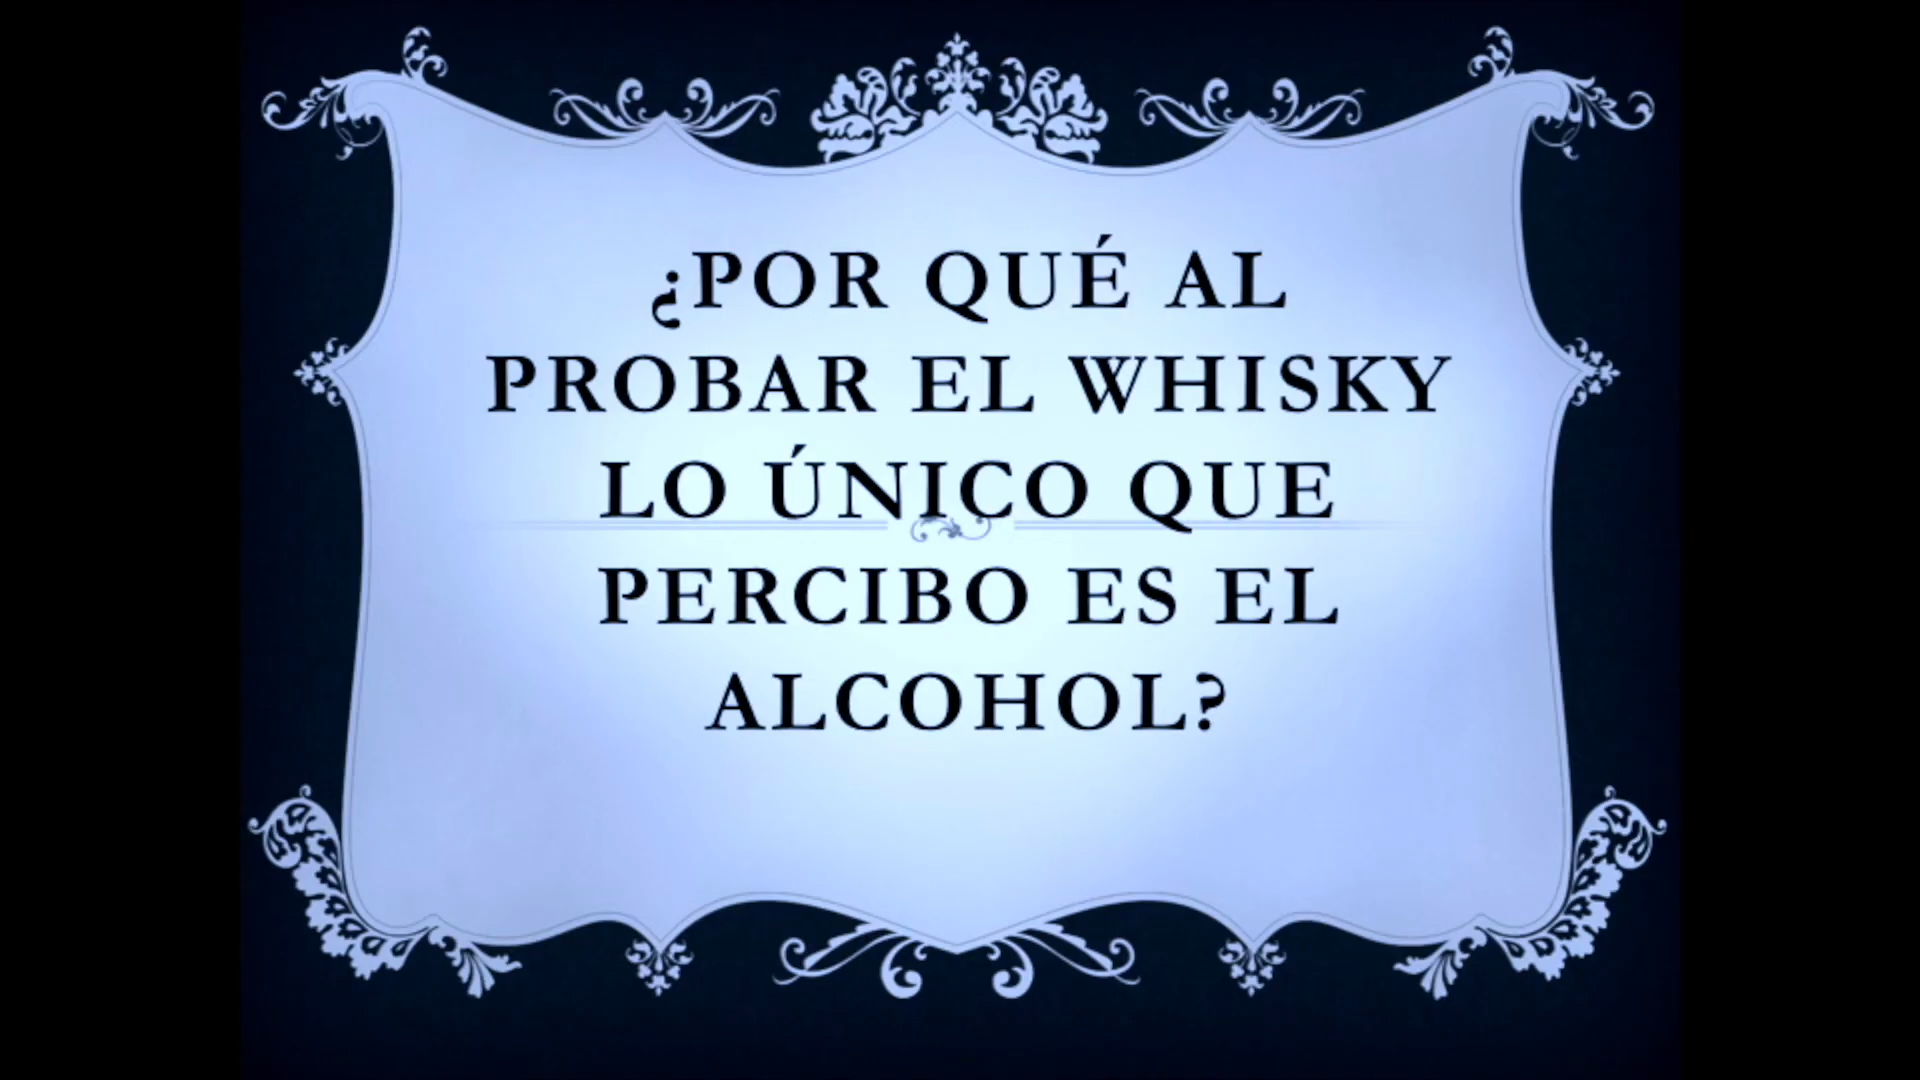 ¿POR QUÉ AL
PROBAR EL WHISKY
LO ÚNICO QUE
PERCIBO ES EL
ALCOHOL?